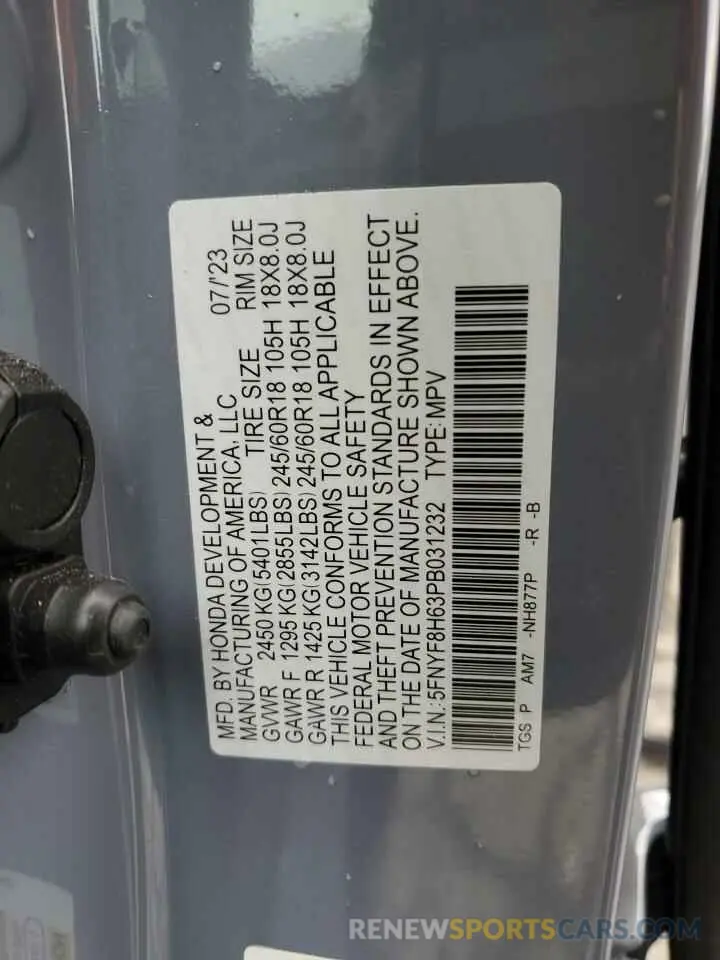 MFD. BY HONDA DEVELOPMENT &
MANUFACTURING OF AMERICA, LLC 07/'23
GVWR 2450 KG(5401LBS) TIRE SIZE RIM SIZE
GAWR F 1295 KG(2855LBS) 245/60R18 105H 18X8.0J
GAWR R 1425 KG(3142LBS) 245/60R18 105H 18X8.0J
THIS VEHICLE CONFORMS TO ALL APPLICABLE
FEDERAL MOTOR VEHICLE SAFETY
AND THEFT PREVENTION STANDARDS IN EFFECT
ON THE DATE OF MANUFACTURE SHOWN ABOVE.
V.I.N.: 5FNYF8H63PB031232 TYPE: MPV
TGS P AM7 -NH877P -R -B
RENEWSPORTSCARS.COM